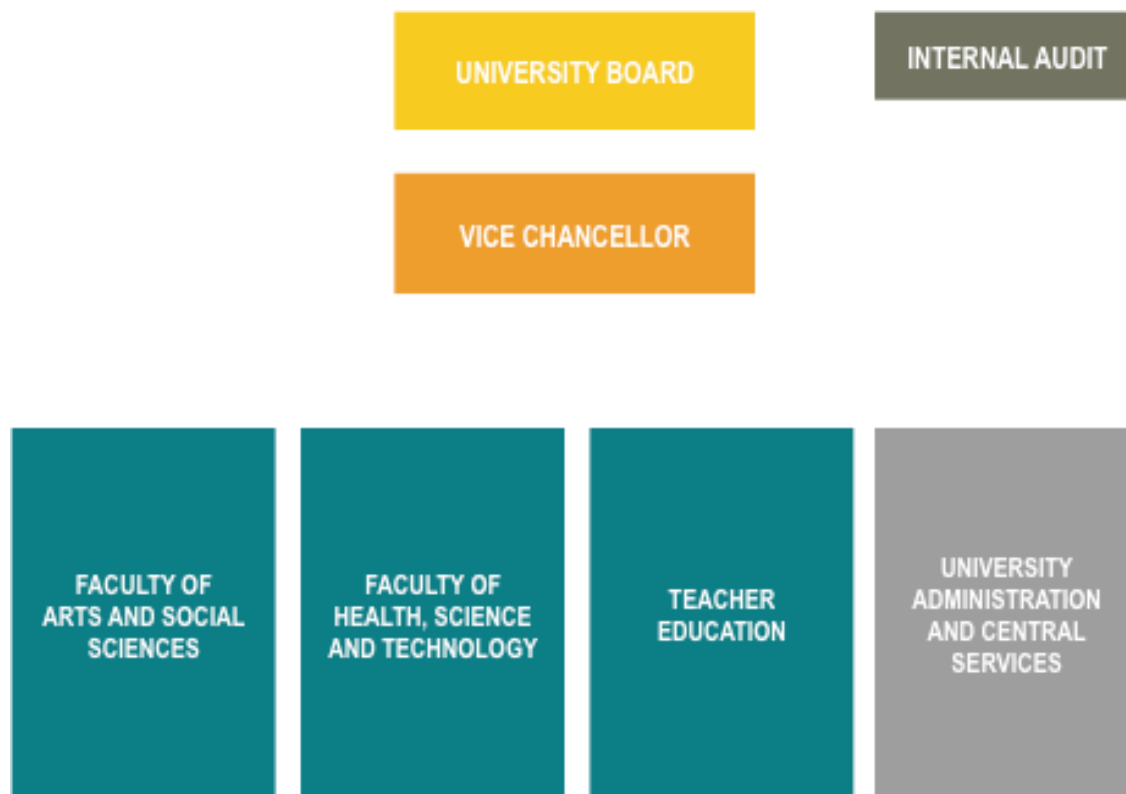 UNIVERSITY BOARD
INTERNAL AUDIT
VICE CHANCELLOR
FACULTY OF
ARTS AND SOCIAL
SCIENCES
FACULTY OF
HEALTH, SCIENCE
AND TECHNOLOGY
TEACHER
EDUCATION
UNIVERSITY
ADMINISTRATION
AND CENTRAL
SERVICES